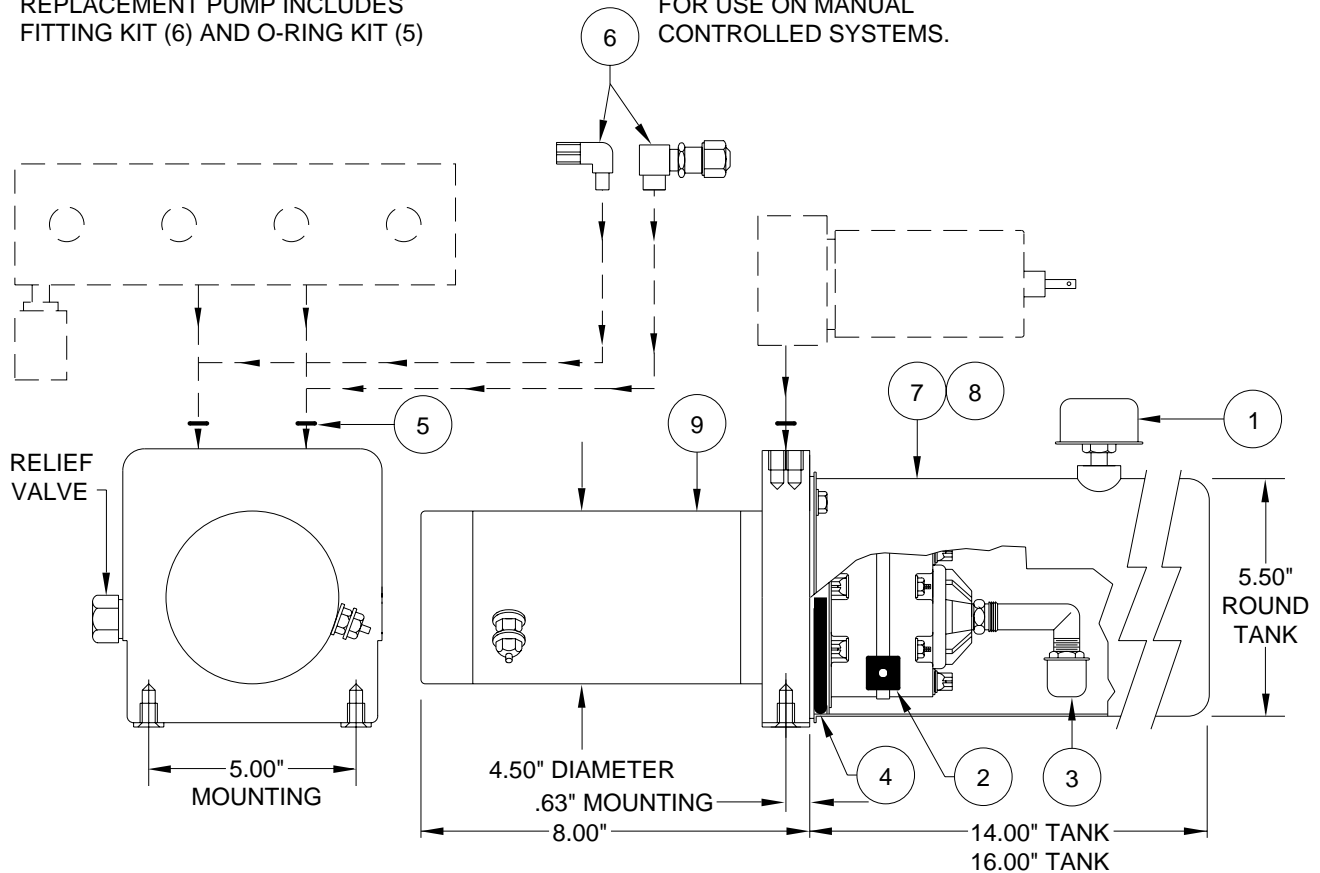 REPLACEMENT PUMP INCLUDES
FITTING KIT (6) AND O-RING KIT (5)
FOR USE ON MANUAL
CONTROLLED SYSTEMS.
6
5
9
7
8
1
RELIEF
VALVE
5.50"
ROUND
TANK
5.00"
MOUNTING
4.50" DIAMETER
.63" MOUNTING
8.00"
4
2
3
14.00" TANK
16.00" TANK